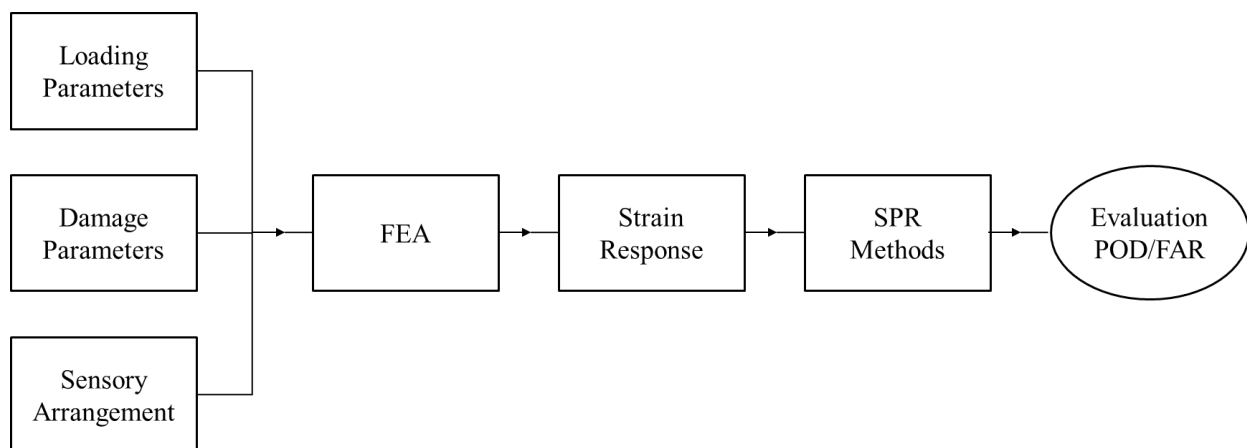 Loading
Parameters
Damage
Parameters
Sensory
Arrangement
FEA
Strain
Response
SPR
Methods
Evaluation
POD/FAR